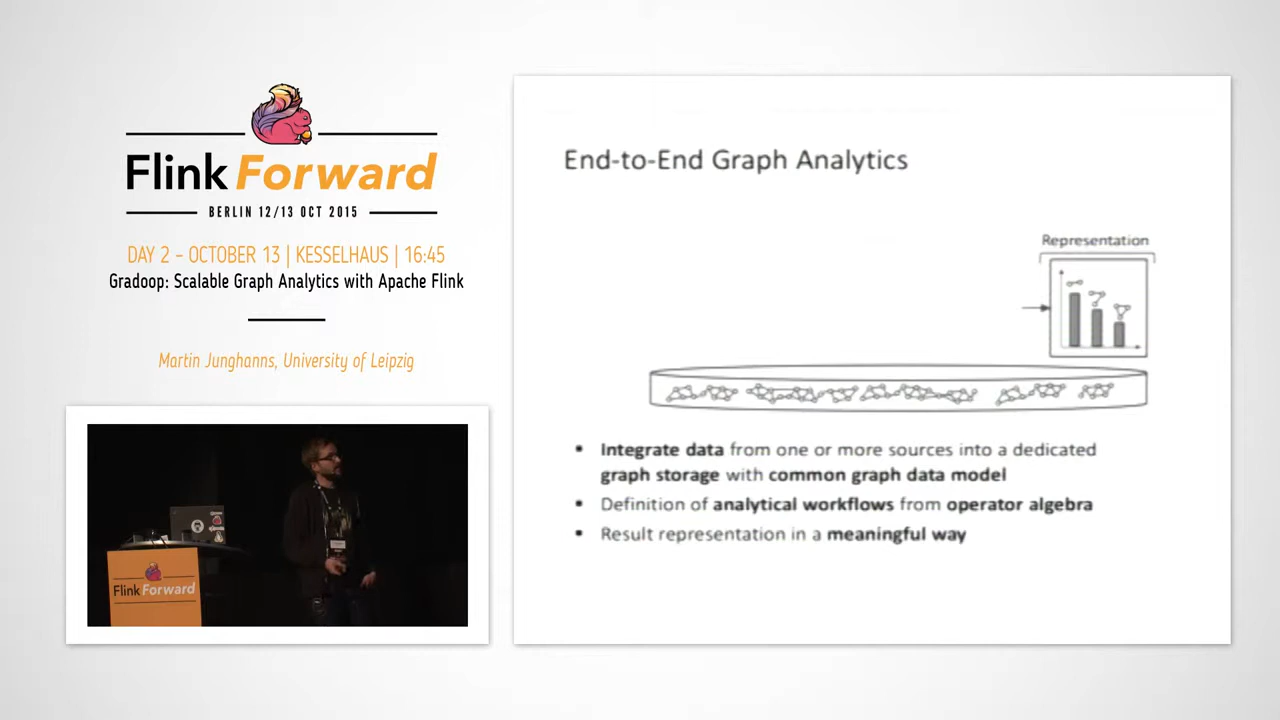 Flink Forward
BERLIN 12/13 OCT 2015
DAY 2 – OCTOBER 13 | KESSELHAUS | 16:45
Gradoop: Scalable Graph Analytics with Apache Flink
Martin Junghanns, University of Leipzig
Flink Forward
End-to-End Graph Analytics
Representation
▪ Integrate data from one or more sources into a dedicated
graph storage with common graph data model
▪ Definition of analytical workflows from operator algebra
▪ Result representation in a meaningful way